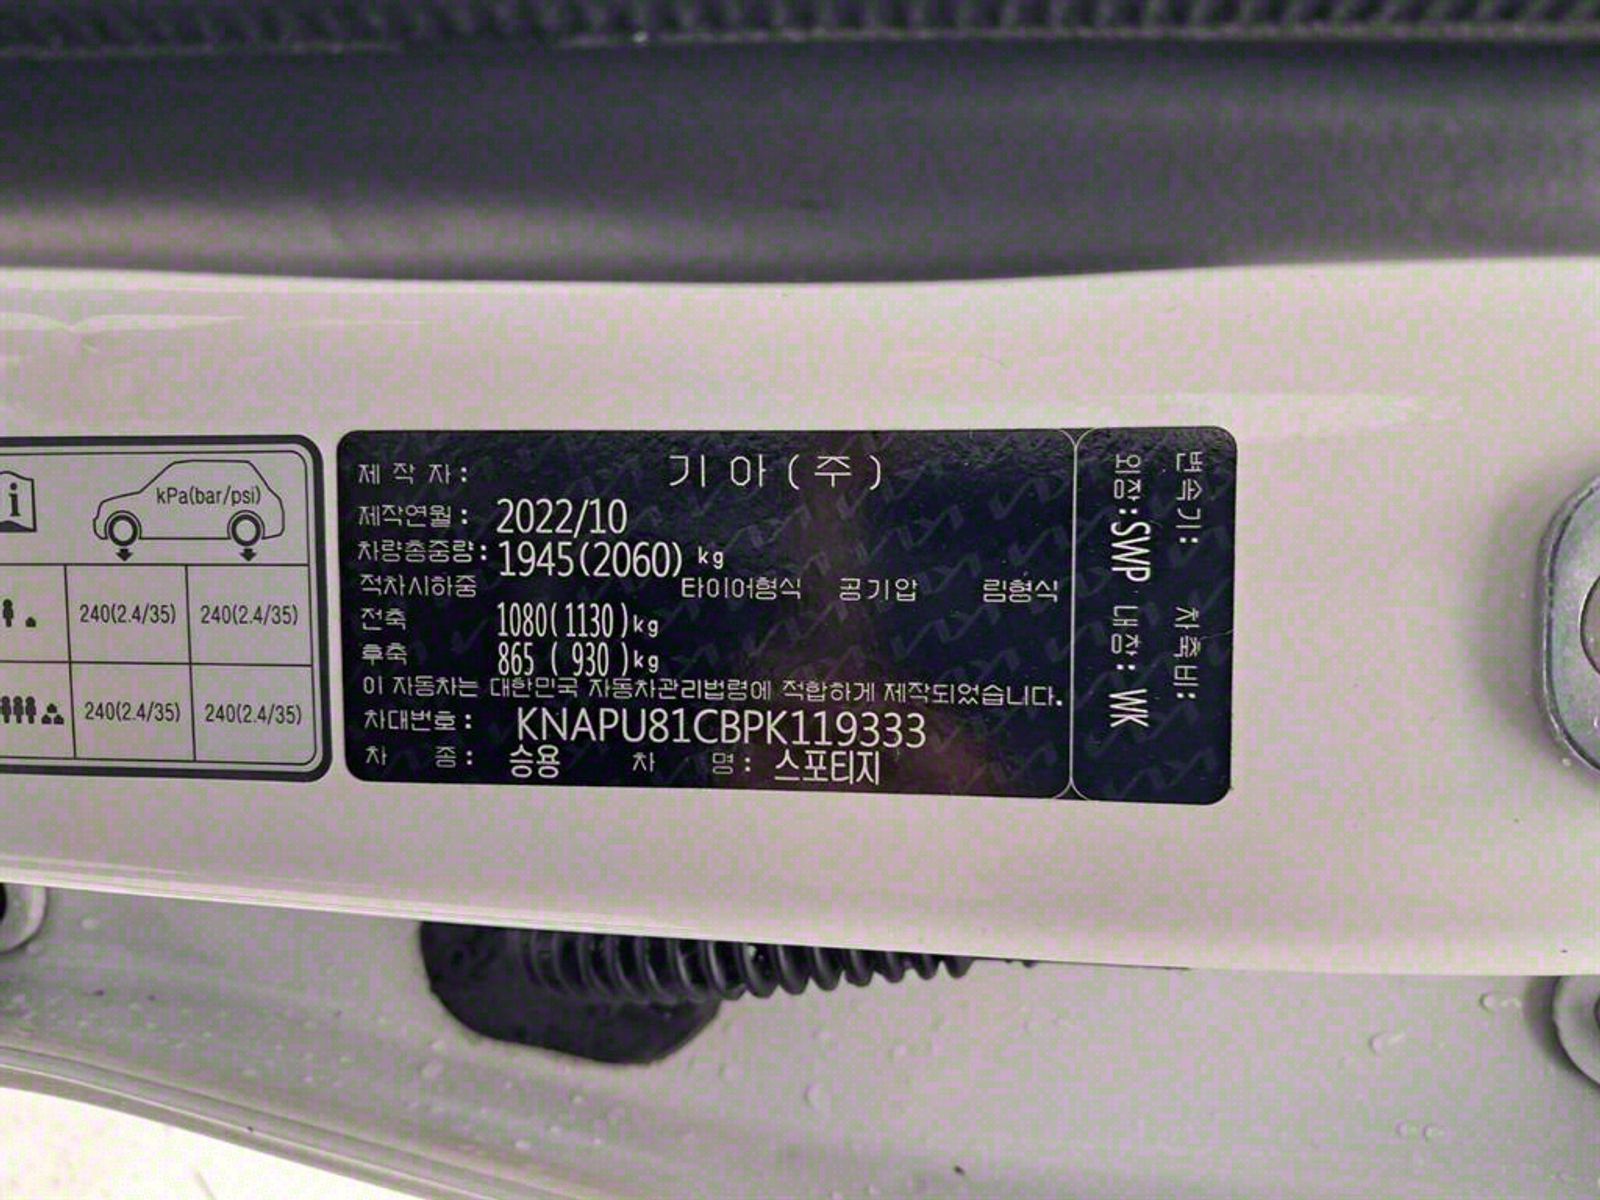 kPa(bar/psi)
240(2.4/35) 240(2.4/35)
240(2.4/35) 240(2.4/35)
제 작 자 : 기 아 ( 주 )
제작연월 : 2022/10
차량총중량 : 1945(2060) kg
적차시하중 타이어형식 공기압 림형식
전축 1080( 1130 )kg
후축 865 ( 930 )kg
이 자동차는 대한민국 자동차관리법령에 적합하게 제작되었습니다.
차대번호 : KNAPU81CBPK119333
차 종 : 승용 차 명 : 스포티지
변속기: 차축비:
외장:SWP 내장: WK